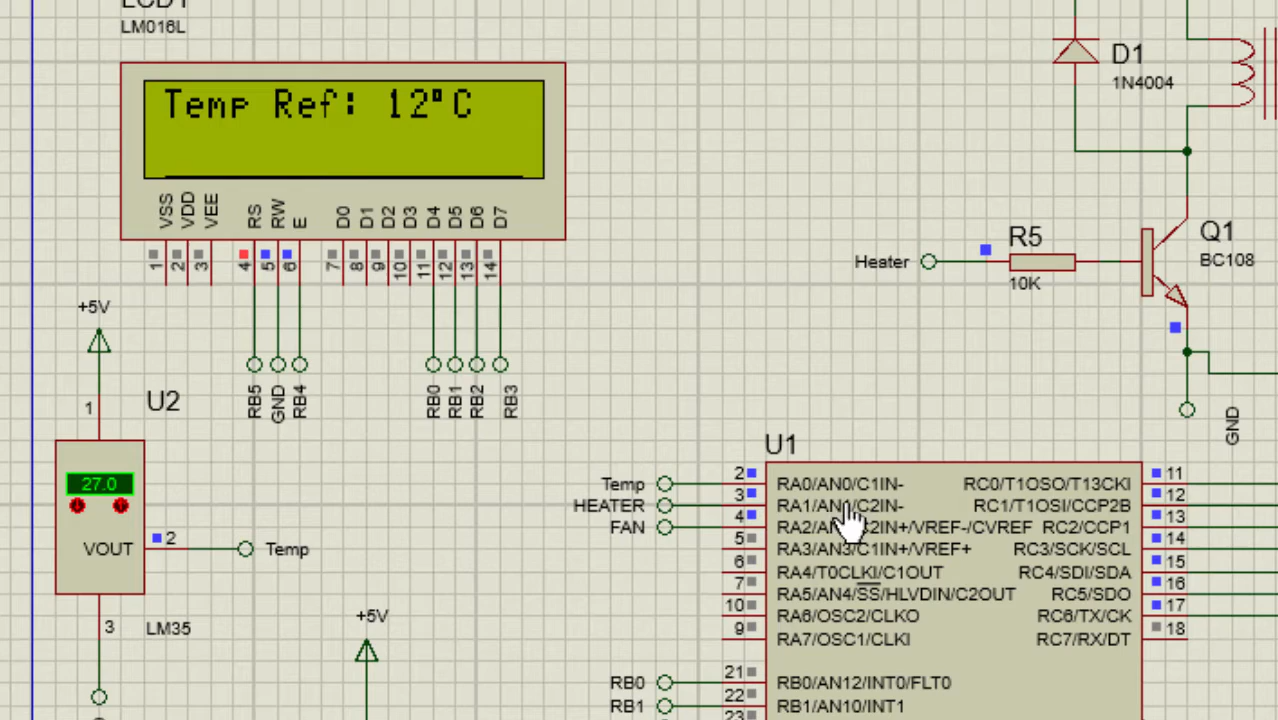 LCD1
LM016L
Temp Ref: 12°C
VSS
VDD
VEE
RS
RW
E
D0
D1
D2
D3
D4
D5
D6
D7
1
2
3
4
5
6
7
8
9
10
11
12
13
14
RB5
GND
RB4
RB0
RB1
RB2
RB3
D1
1N4004
Heater
R5
10K
Q1
BC108
GND
+5V
1
U2
27.0
VOUT
2
Temp
3
LM35
+5V
U1
Temp
HEATER
FAN
2 RA0/AN0/C1IN- RC0/T1OSO/T13CKI 11
3 RA1/AN1/C2IN- RC1/T1OSI/CCP2B 12
4 RA2/AN2/C2IN+/VREF-/CVREF RC2/CCP1 13
5 RA3/AN3/C1IN+/VREF+ RC3/SCK/SCL 14
6 RA4/T0CLKI/C1OUT RC4/SDI/SDA 15
7 RA5/AN4/SS/HLVDIN/C2OUT RC5/SDO 16
10 RA6/OSC2/CLKO RC6/TX/CK 17
9 RA7/OSC1/CLKI RC7/RX/DT 18
RB0 21 RB0/AN12/INT0/FLT0
RB1 22 RB1/AN10/INT1
23